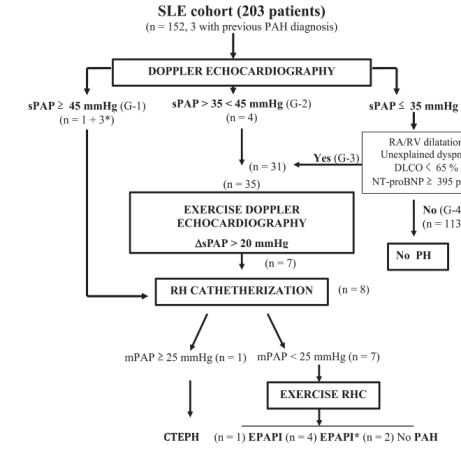 SLE cohort (203 patients)
(n = 152, 3 with previous PAH diagnosis)
DOPPLER ECHOCARDIOGRAPHY
sPAP ≥ 45 mmHg (G-1)
(n = 1 + 3*)
sPAP > 35 < 45 mmHg (G-2)
(n = 4)
sPAP ≤ 35 mmHg
RA/RV dilatation
Unexplained
DLCO < 65 %
NT-proBNP ≥ 395
Yes (G-3)
(n = 31)
(n = 35)
No (G-4
(n = 113
No PH
EXERCISE DOPPLER
ECHOCARDIOGRAPHY
ΔsPAP > 20 mmHg
(n = 7)
RH CATHETERIZATION
(n = 8)
mPAP ≥ 25 mmHg (n = 1)
mPAP < 25 mmHg (n = 7)
EXERCISE RHC
CTEPH
(n = 1) EPAPI (n = 4) EPAPI* (n = 2) No PAH